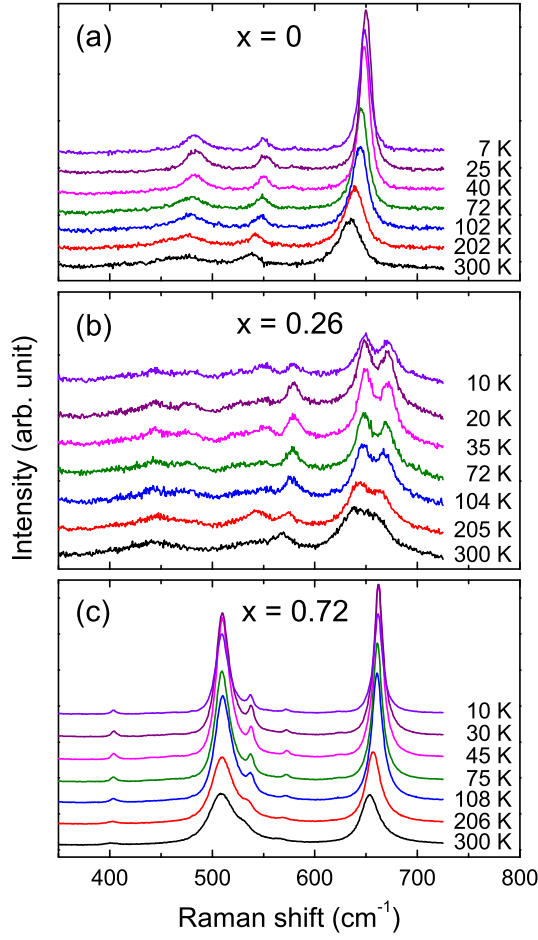 (a) x = 0
7 K
25 K
40 K
72 K
102 K
202 K
300 K
(b) x = 0.26
10 K
20 K
35 K
72 K
104 K
205 K
300 K
(c) x = 0.72
10 K
30 K
45 K
75 K
108 K
206 K
300 K
400 500 600 700 800
Raman shift (cm⁻¹)
Intensity (arb. unit)